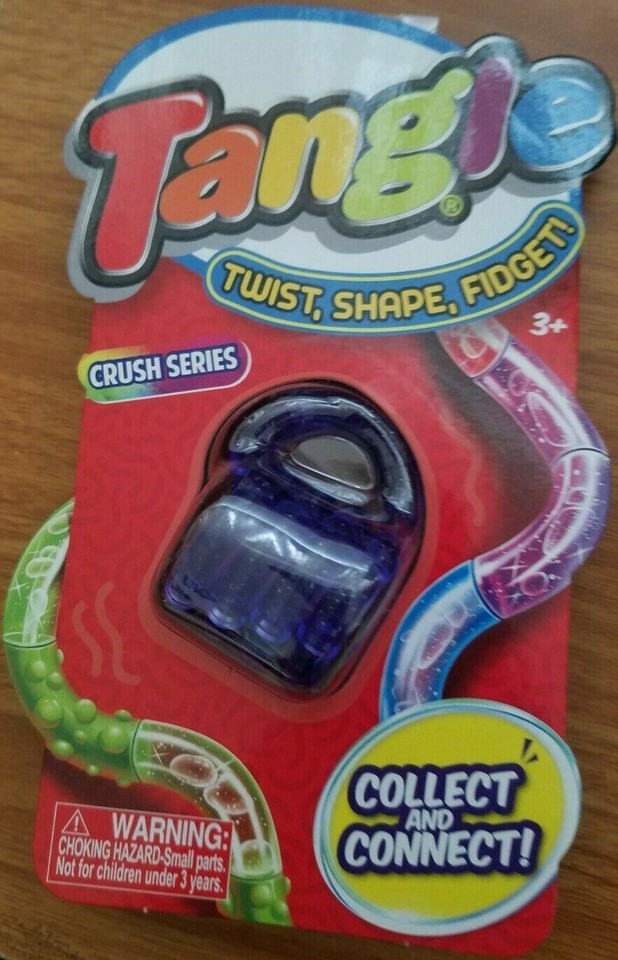 Tangle®
TWIST, SHAPE, FIDGET!
3+
CRUSH SERIES
COLLECT
AND
CONNECT!
WARNING:
CHOKING HAZARD-Small parts.
Not for children under 3 years.